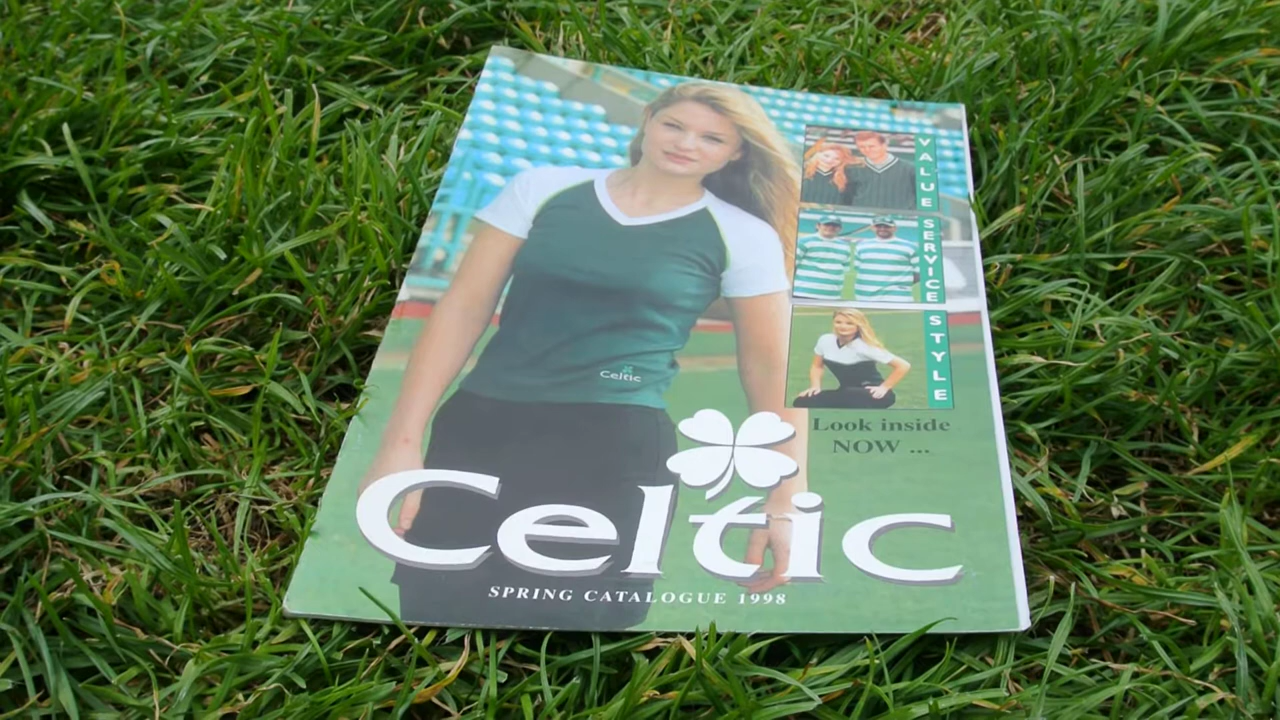 VALUE
SERVICE
STYLE
Celtic
Look inside
NOW ...
Celtic
SPRING CATALOGUE 1998